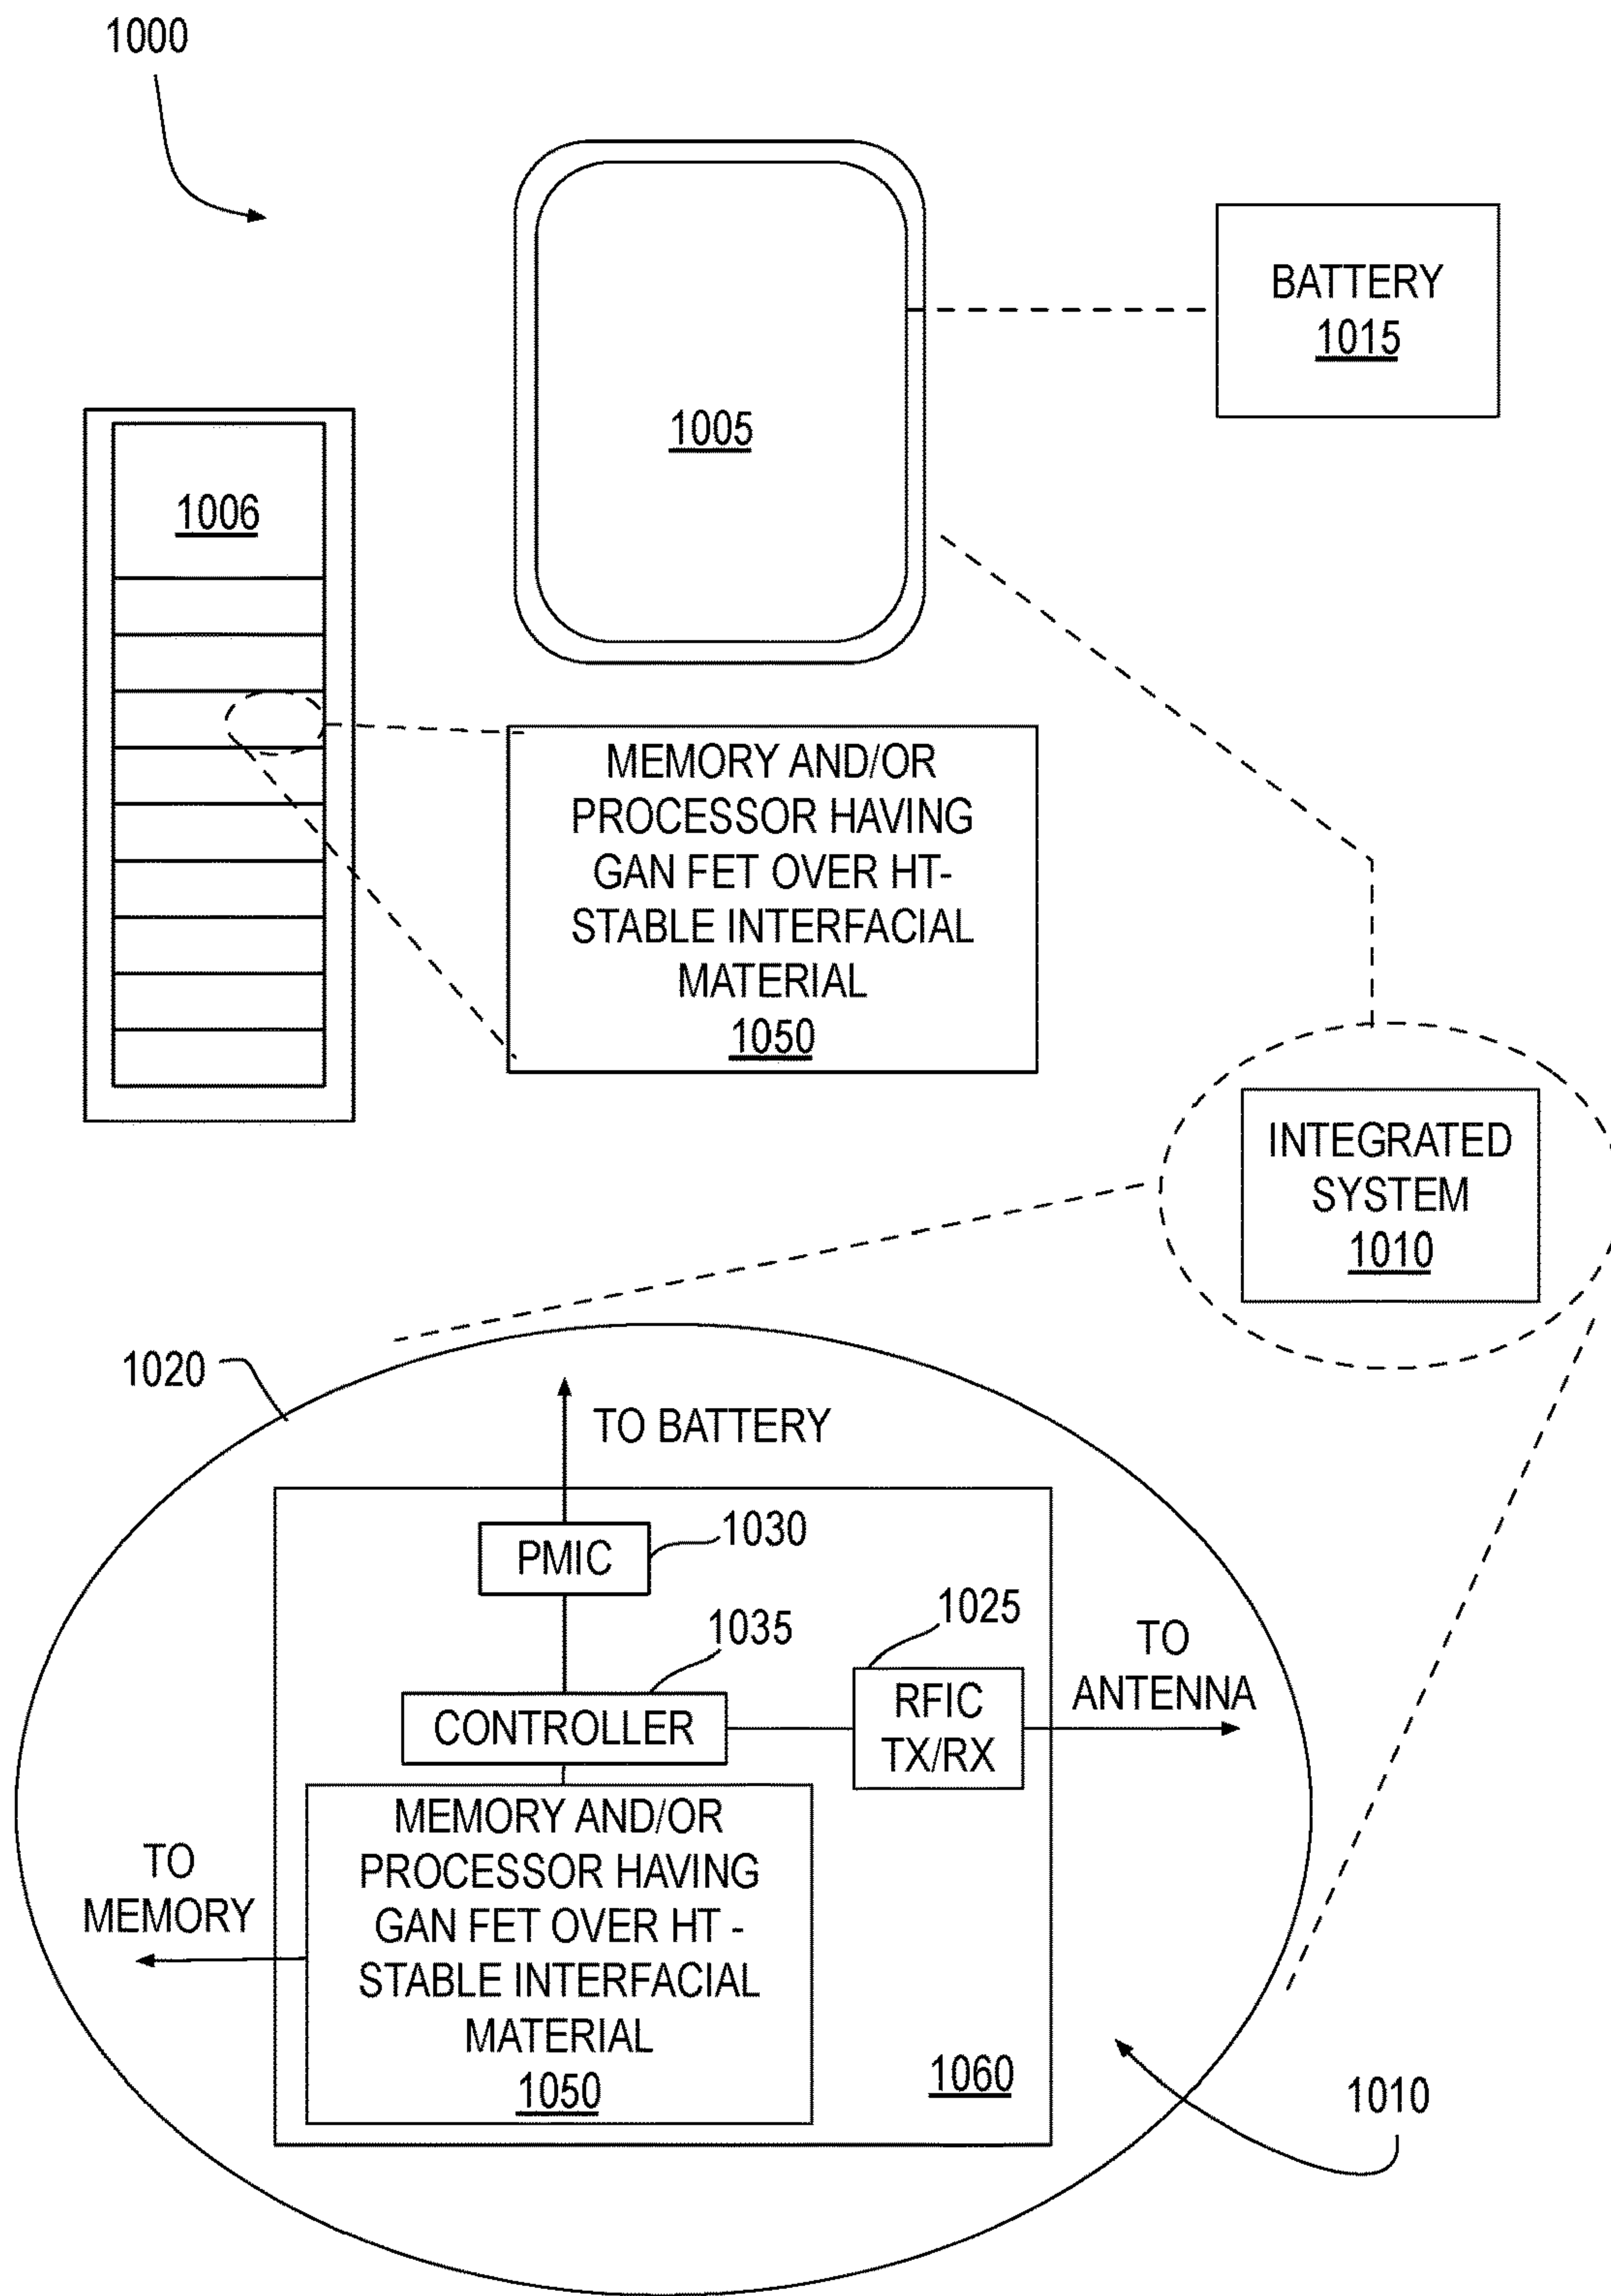 1000
BATTERY
1015
1005
1006
MEMORY AND/OR
PROCESSOR HAVING
GAN FET OVER HT-
STABLE INTERFACIAL
MATERIAL
1050
INTEGRATED
SYSTEM
1010
1020
TO BATTERY
PMIC
1030
1035
1025
CONTROLLER
RFIC
TX/RX
TO
ANTENNA
MEMORY AND/OR
PROCESSOR HAVING
GAN FET OVER HT -
STABLE INTERFACIAL
MATERIAL
1050
TO
MEMORY
1060
1010